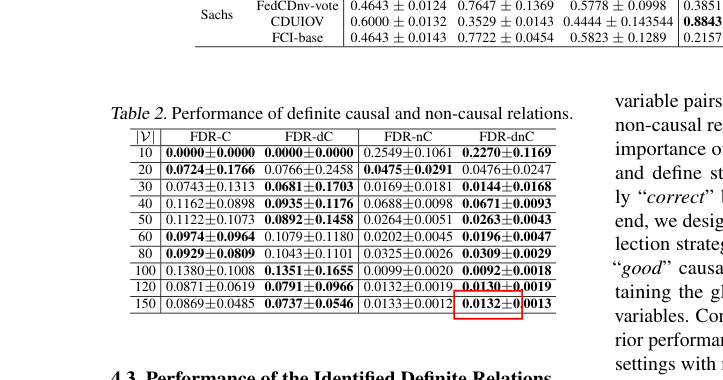 FedCDnv-vote 0.4643 ± 0.0124 0.7647 ± 0.1369 0.5778 ± 0.0998 0.3851
Sachs CDUIOV 0.6000 ± 0.0132 0.3529 ± 0.0143 0.4444 ± 0.143544 0.8843
FCI-base 0.4643 ± 0.0143 0.7722 ± 0.0454 0.5823 ± 0.1289 0.2157
Table 2. Performance of definite causal and non-causal relations.
|V| FDR-C FDR-dC FDR-nC FDR-dnC
10 0.0000±0.0000 0.0000±0.0000 0.2549±0.1061 0.2270±0.1169
20 0.0724±0.1766 0.0766±0.2458 0.0475±0.0291 0.0476±0.0247
30 0.0743±0.1313 0.0681±0.1703 0.0169±0.0181 0.0144±0.0168
40 0.1162±0.0898 0.0935±0.1176 0.0688±0.0098 0.0671±0.0093
50 0.1122±0.1073 0.0892±0.1458 0.0264±0.0051 0.0263±0.0043
60 0.0974±0.0964 0.1079±0.1180 0.0202±0.0045 0.0196±0.0047
80 0.0929±0.0809 0.1043±0.1101 0.0325±0.0026 0.0309±0.0029
100 0.1380±0.1008 0.1351±0.1655 0.0099±0.0020 0.0092±0.0018
120 0.0871±0.0619 0.0791±0.0966 0.0132±0.0019 0.0130±0.0019
150 0.0869±0.0485 0.0737±0.0546 0.0133±0.0012 0.0132±0.0013
4.3. Performance of the Identified Definite Relations
variable pairs
non-causal re
importance of
and define st
ly “correct” b
end, we desig
lection strateg
“good” causa
taining the gl
variables. Con
rior performan
settings with n